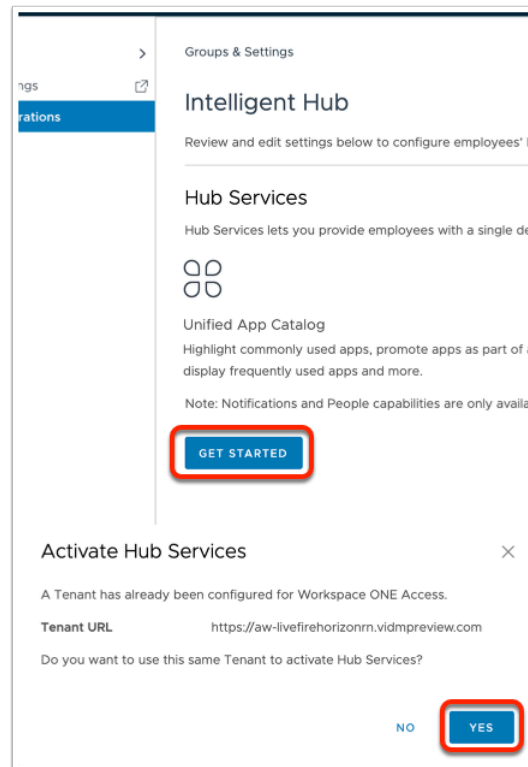 Groups & Settings
ngs
rations
Intelligent Hub
Review and edit settings below to configure employees'
Hub Services
Hub Services lets you provide employees with a single de
Unified App Catalog
Highlight commonly used apps, promote apps as part of a
display frequently used apps and more.
Note: Notifications and People capabilities are only availa
GET STARTED
Activate Hub Services
A Tenant has already been configured for Workspace ONE Access.
Tenant URL https://aw-livefirehorizonrn.vidmpreview.com
Do you want to use this same Tenant to activate Hub Services?
NO YES